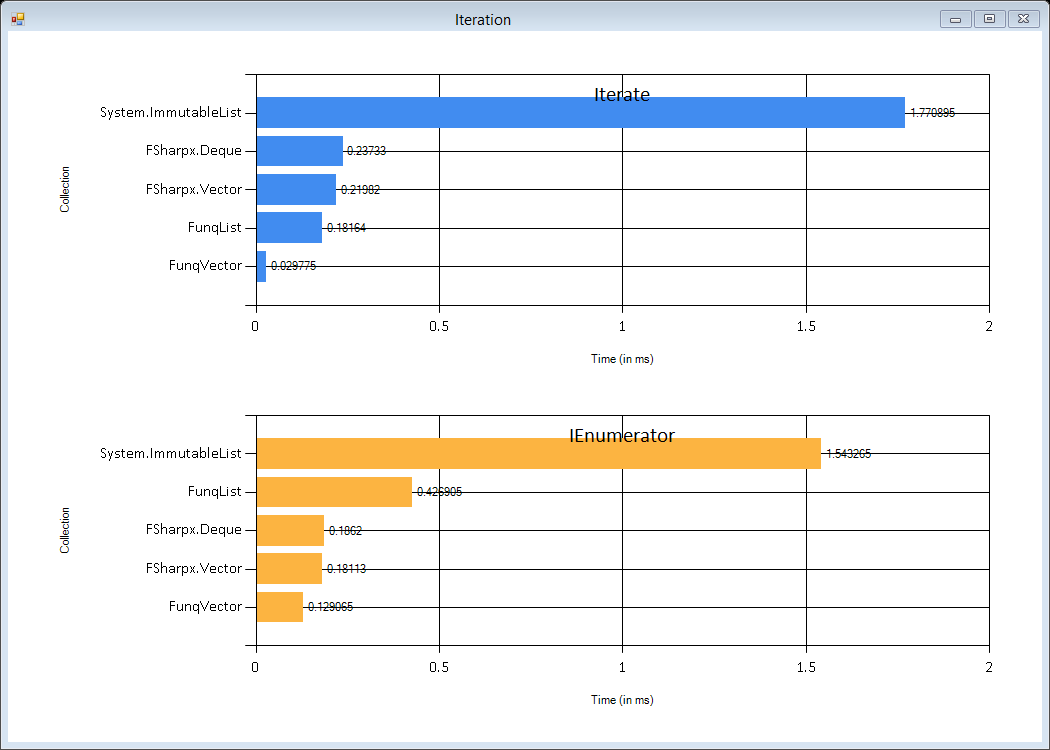 Iteration
Iterate
Collection
System.ImmutableList 1.770895
FSharpx.Deque 0.23733
FSharpx.Vector 0.21982
FunqList 0.18164
FunqVector 0.029775
0 0.5 1 1.5 2
Time (in ms)
IEnumerator
Collection
System.ImmutableList 1.543265
FunqList 0.426905
FSharpx.Deque 0.1862
FSharpx.Vector 0.18113
FunqVector 0.129065
0 0.5 1 1.5 2
Time (in ms)